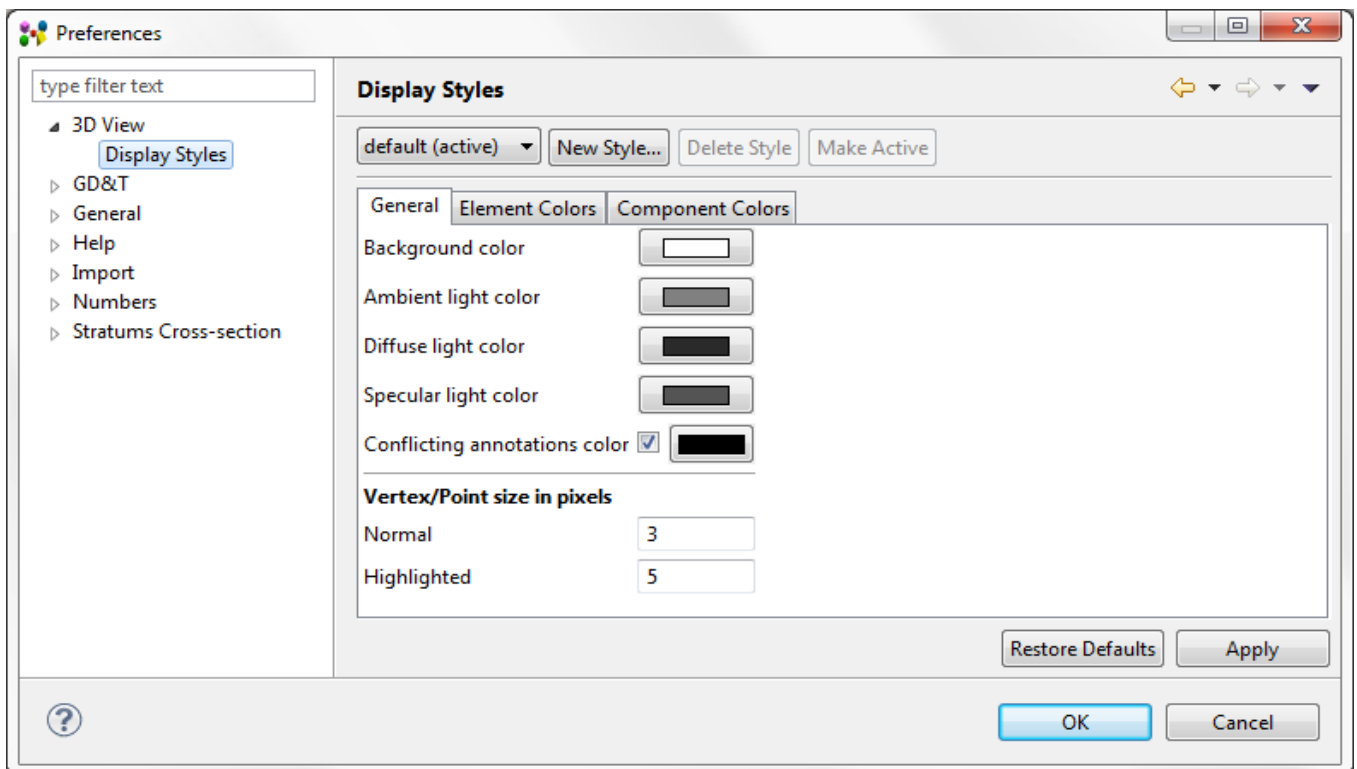 Preferences
type filter text
3D View
Display Styles
GD&T
General
Help
Import
Numbers
Stratums Cross-section
Display Styles
default (active) New Style... Delete Style Make Active
General Element Colors Component Colors
Background color
Ambient light color
Diffuse light color
Specular light color
Conflicting annotations color
Vertex/Point size in pixels
Normal 3
Highlighted 5
Restore Defaults Apply
? OK Cancel